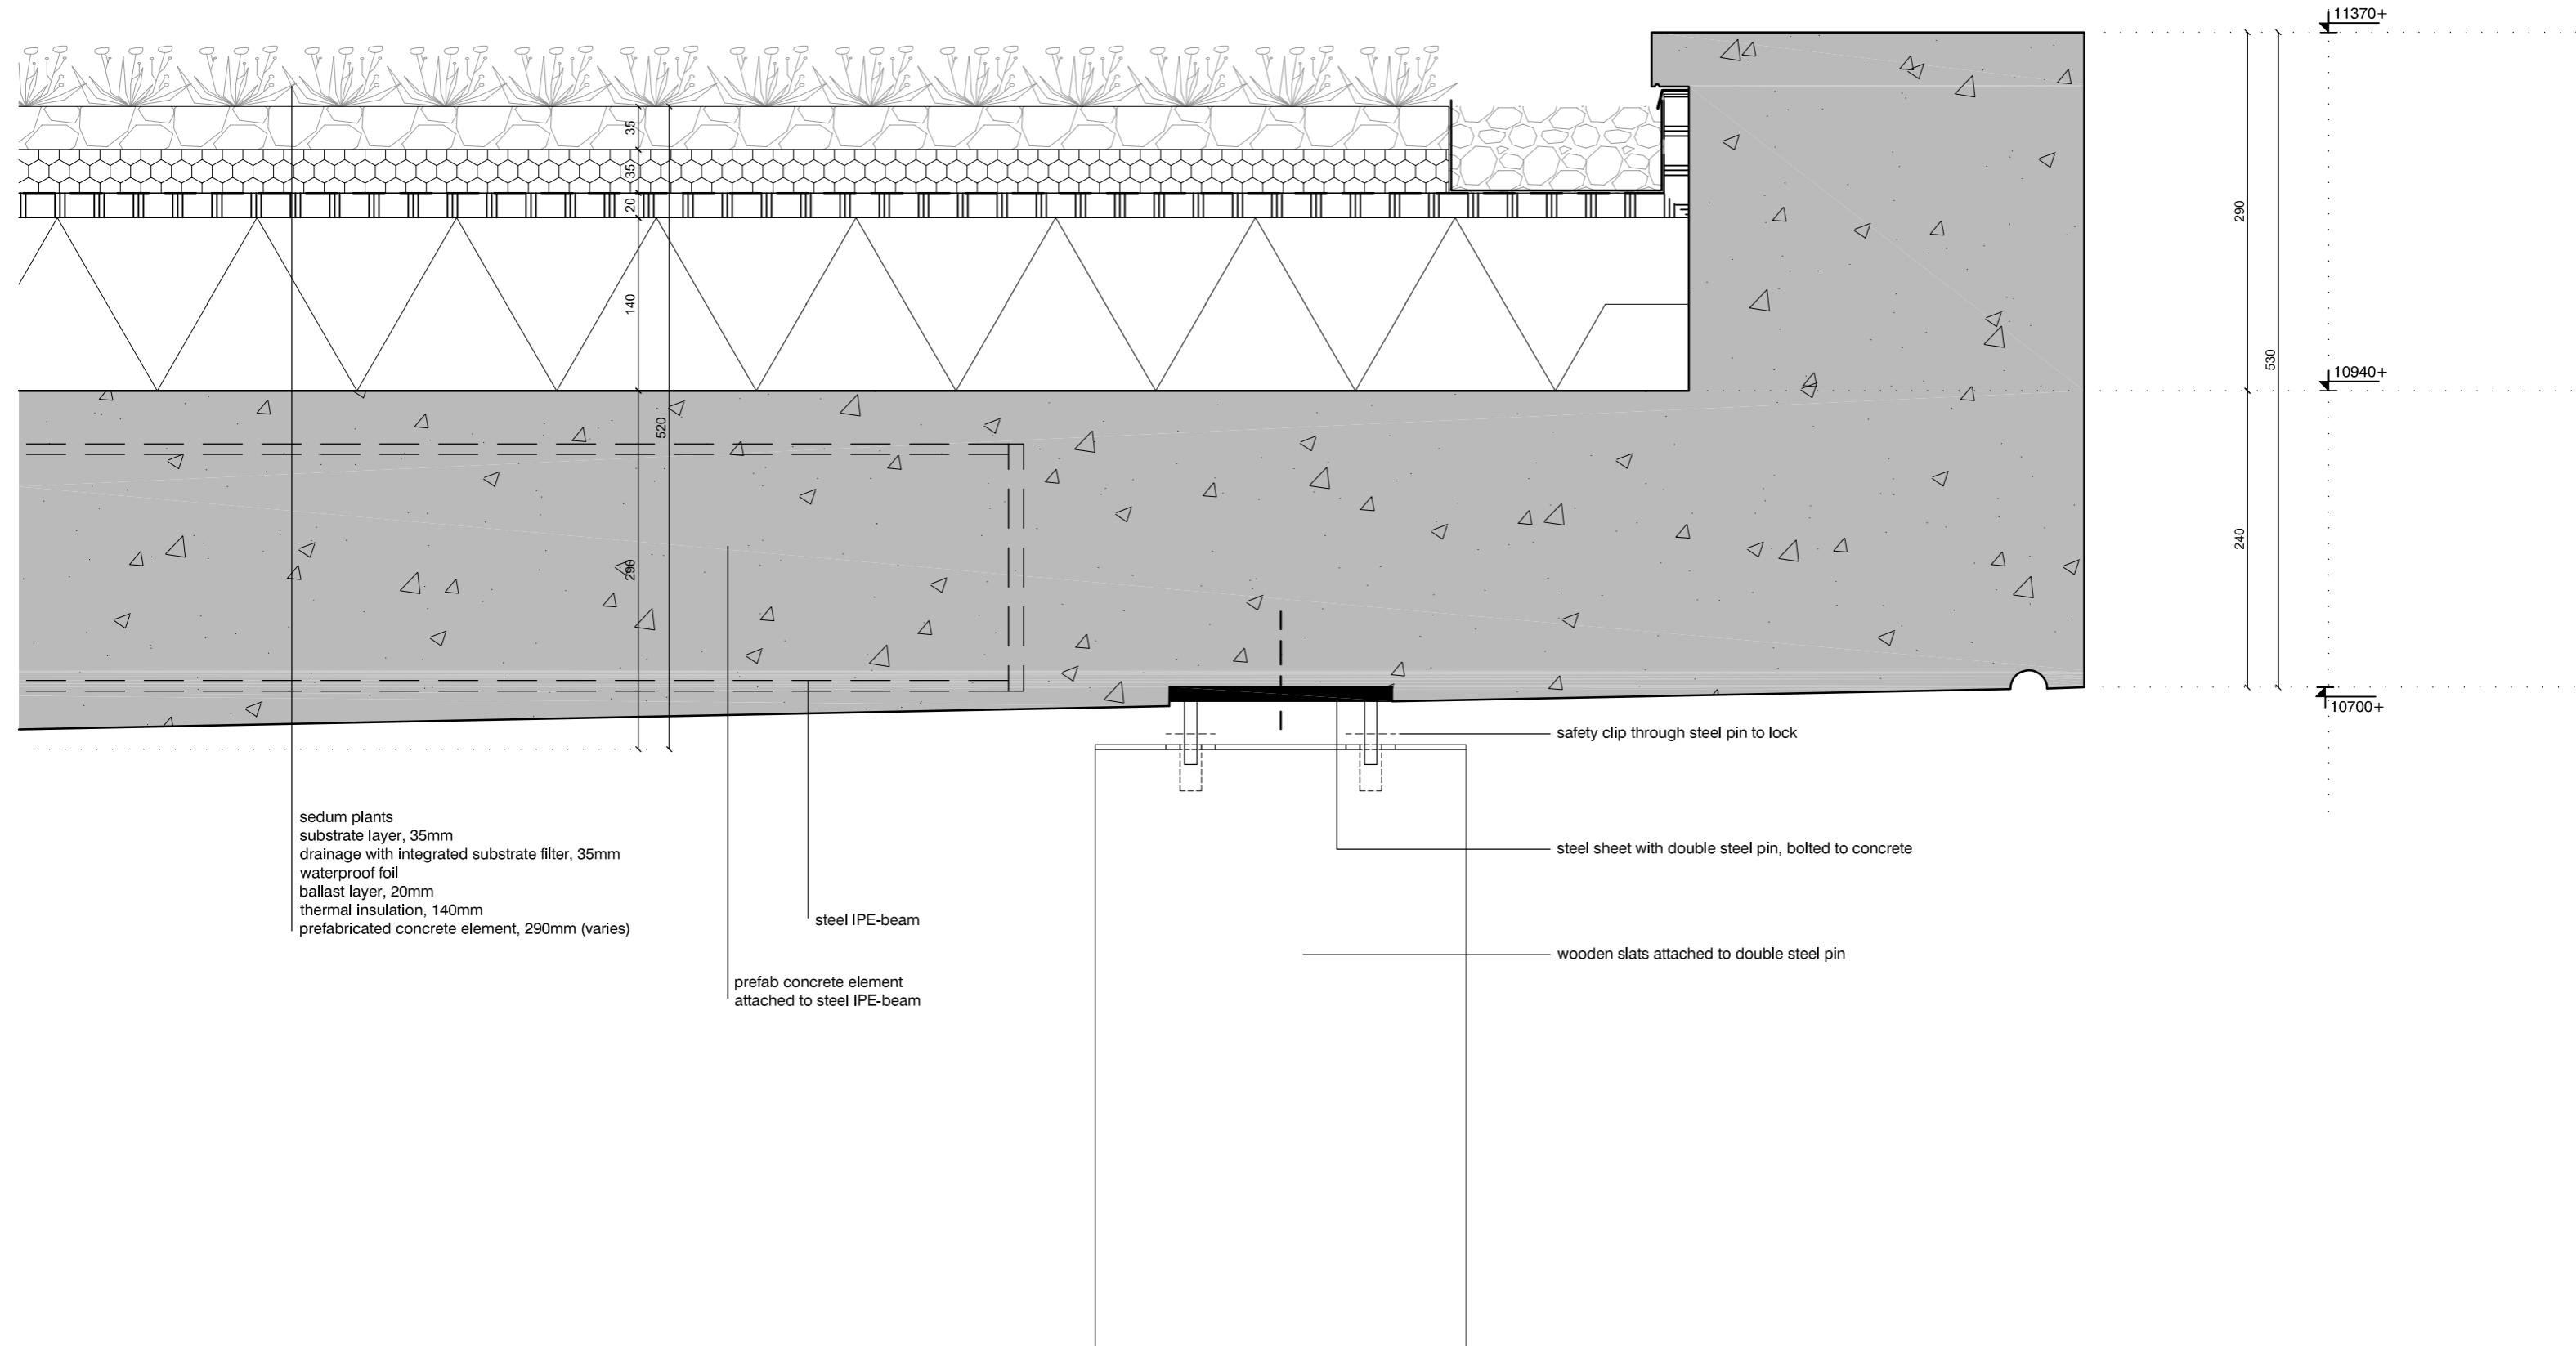 11370+
35
35
20
290
140
530
10940+
520
240
290
10700+
safety clip through steel pin to lock
sedum plants
substrate layer, 35mm
drainage with integrated substrate filter, 35mm
steel sheet with double steel pin, bolted to concrete
waterproof foil
ballast layer, 20mm
thermal insulation, 140mm
prefabricated concrete element, 290mm (varies)
steel IPE-beam
wooden slats attached to double steel pin
prefab concrete element
attached to steel IPE-beam